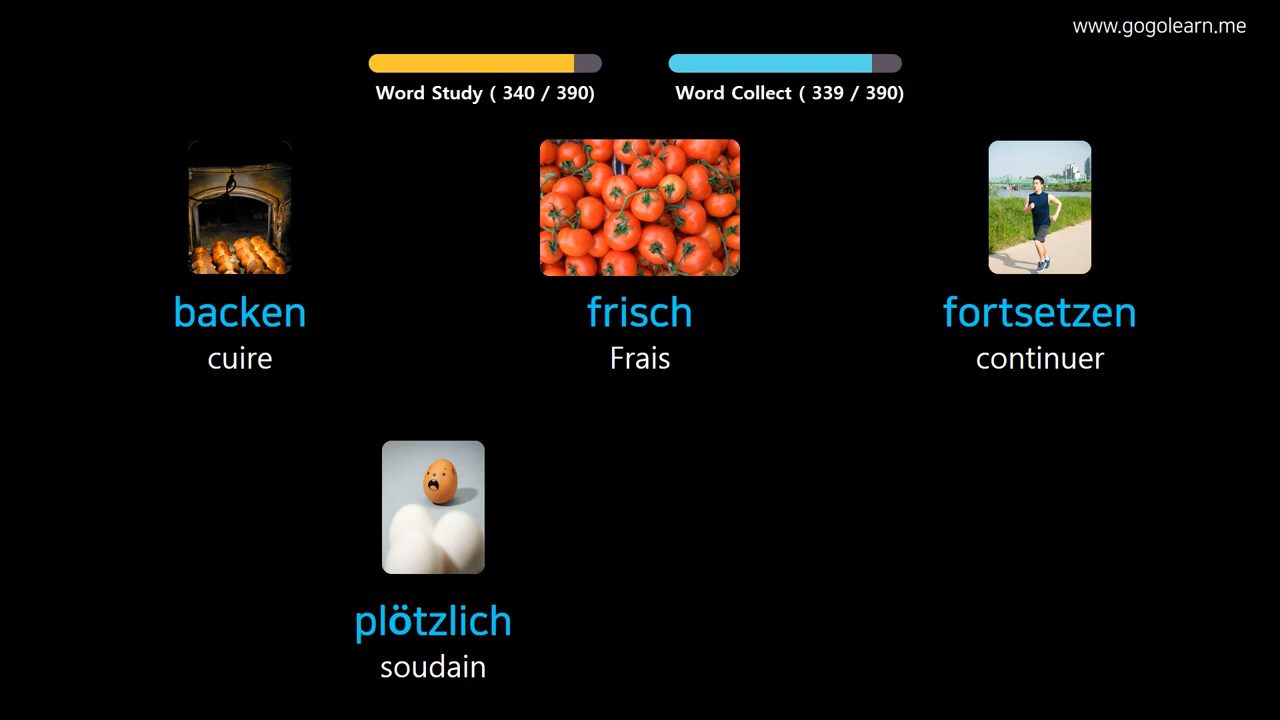 www.gogolearn.me
Word Study ( 340 / 390)
Word Collect ( 339 / 390)
backen
cuire
frisch
Frais
fortsetzen
continuer
plötzlich
soudain